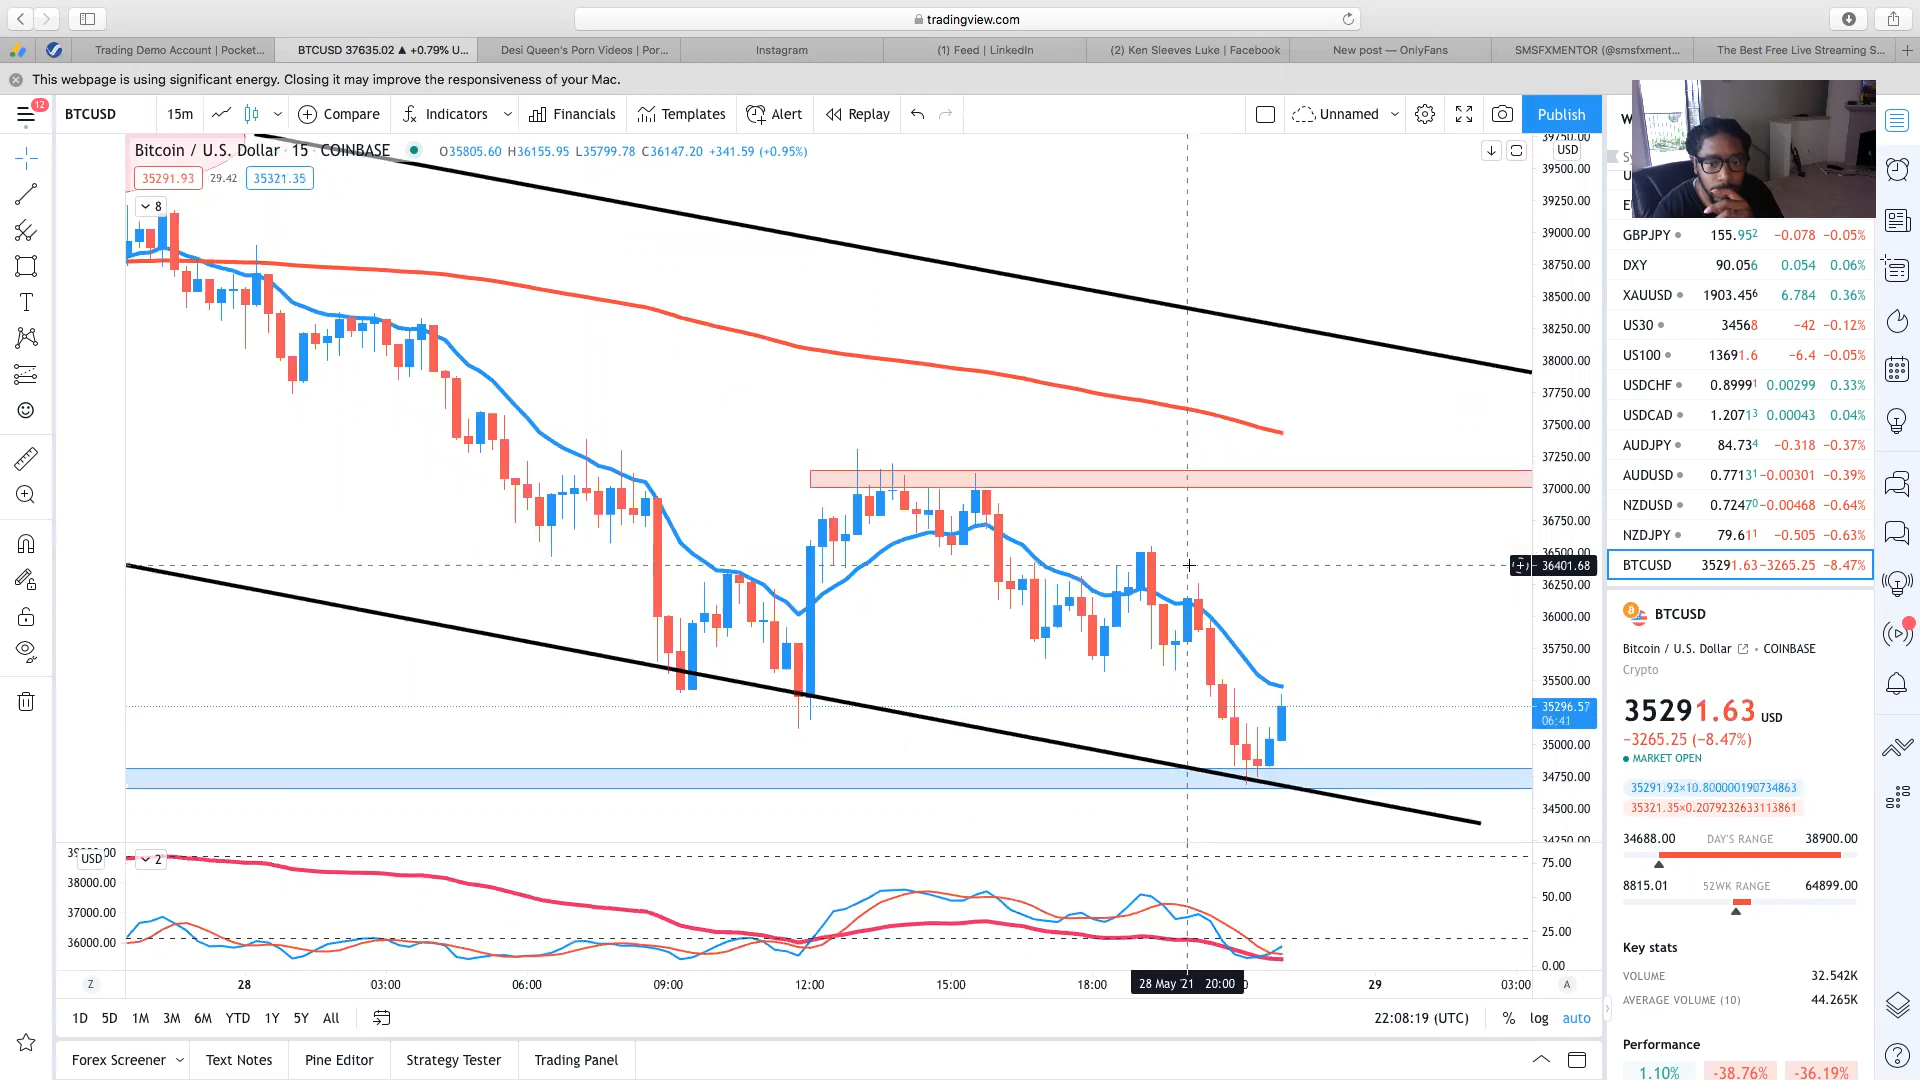 tradingview.com
Trading Demo Account | Pocket...
BTCUSD 37635.02 ▲ +0.79% U...
Desi Queen's Porn Videos | Por...
Instagram
(1) Feed | LinkedIn
(2) Ken Sleeves Luke | Facebook
New post — OnlyFans
SMSFXMENTOR (@smsfxment...
The Best Free Live Streaming S...
This webpage is using significant energy. Closing it may improve the responsiveness of your Mac.
12
BTCUSD
15m
Compare
Indicators
Financials
Templates
Alert
Replay
Unnamed
Publish
Bitcoin / U.S. Dollar · 15 · COINBASE
O35805.60 H36155.95 L35799.78 C36147.20 +341.59 (+0.95%)
35291.93 29.42 35321.35
8
USD
39750.00
39500.00
39250.00
39000.00
38750.00
38500.00
38250.00
38000.00
37750.00
37500.00
37250.00
37000.00
36750.00
36500.00
36401.68
36250.00
36000.00
35750.00
35500.00
35296.57
06:41
35000.00
34750.00
34500.00
34250.00
USD
2
38000.00
37000.00
36000.00
75.00
50.00
25.00
0.00
Z
28
03:00
06:00
09:00
12:00
15:00
18:00
28 May '21 20:00
29
03:00
A
1D 5D 1M 3M 6M YTD 1Y 5Y All
22:08:19 (UTC)
% log auto
Forex Screener
Text Notes
Pine Editor
Strategy Tester
Trading Panel
GBPJPY 155.952 −0.078 −0.05%
DXY 90.056 0.054 0.06%
XAUUSD 1903.456 6.784 0.36%
US30 34568 −42 −0.12%
US100 13691.6 −6.4 −0.05%
USDCHF 0.89991 0.00299 0.33%
USDCAD 1.20713 0.00043 0.04%
AUDJPY 84.734 −0.318 −0.37%
AUDUSD 0.77131 −0.00301 −0.39%
NZDUSD 0.72470 −0.00468 −0.64%
NZDJPY 79.611 −0.505 −0.63%
BTCUSD 35291.63 −3265.25 −8.47%
BTCUSD
Bitcoin / U.S. Dollar · COINBASE
Crypto
35291.63 USD
−3265.25 (−8.47%)
MARKET OPEN
35291.93×10.800000190734863
35321.35×0.2079232633113861
34688.00 DAY'S RANGE 38900.00
8815.01 52WK RANGE 64899.00
Key stats
VOLUME 32.542K
AVERAGE VOLUME (10) 44.265K
Performance
1.10% -38.76% -36.19%